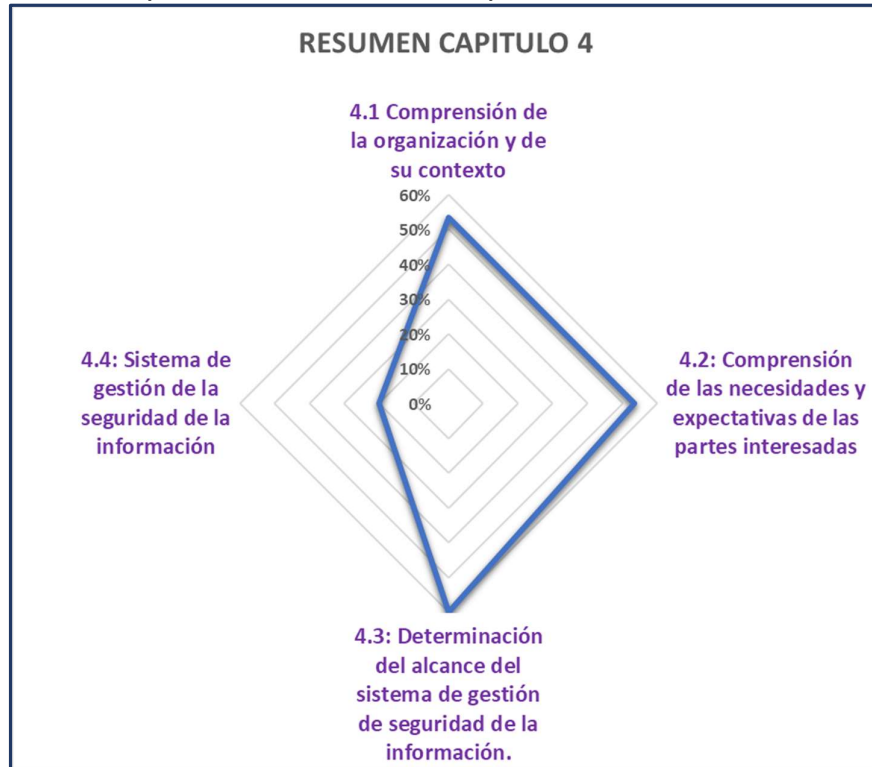 RESUMEN CAPITULO 4
4.1 Comprensión de
la organización y de
su contexto
60%
50%
40%
30%
20%
10%
0%
4.2: Comprensión
de las necesidades y
expectativas de las
partes interesadas
4.3: Determinación
del alcance del
sistema de gestión
de seguridad de la
información.
4.4: Sistema de
gestión de la
seguridad de la
información